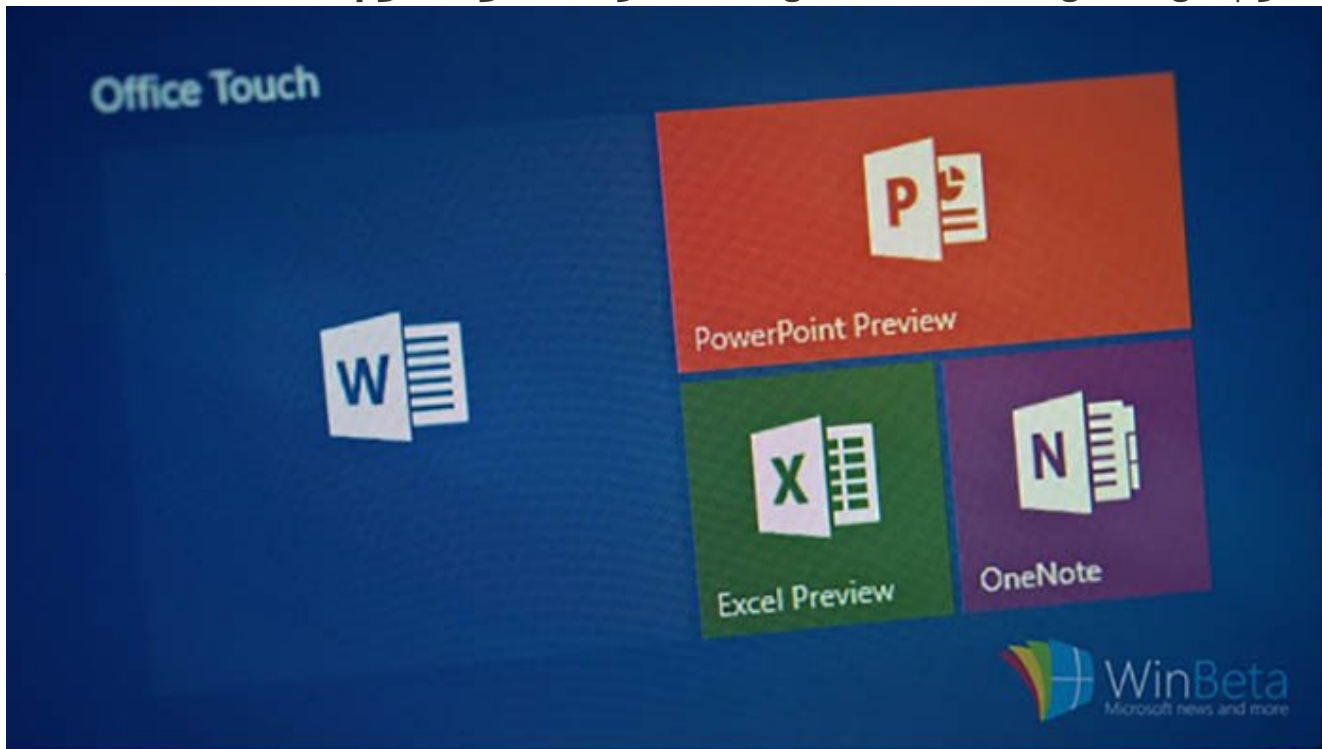 Office Touch
W
P
PowerPoint Preview
X
Excel Preview
N
OneNote
WinBeta
Microsoft news and more